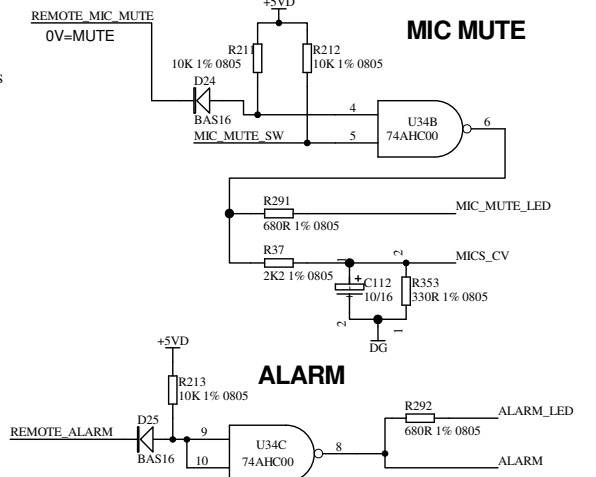 REMOTE_MIC_MUTE
0V=MUTE
+5VD
MIC MUTE
R211
10K 1% 0805
R212
10K 1% 0805
S
D24
BAS16
4
MIC_MUTE_SW
5
U34B
74AHC00
6
R291
680R 1% 0805
MIC_MUTE_LED
R37
2K2 1% 0805
MICS_CV
1
+
C112
10/16
2
2
R353
330R 1% 0805
1
DG
+5VD
ALARM
R213
10K 1% 0805
REMOTE_ALARM
D25
BAS16
9
10
U34C
74AHC00
8
R292
680R 1% 0805
ALARM_LED
ALARM